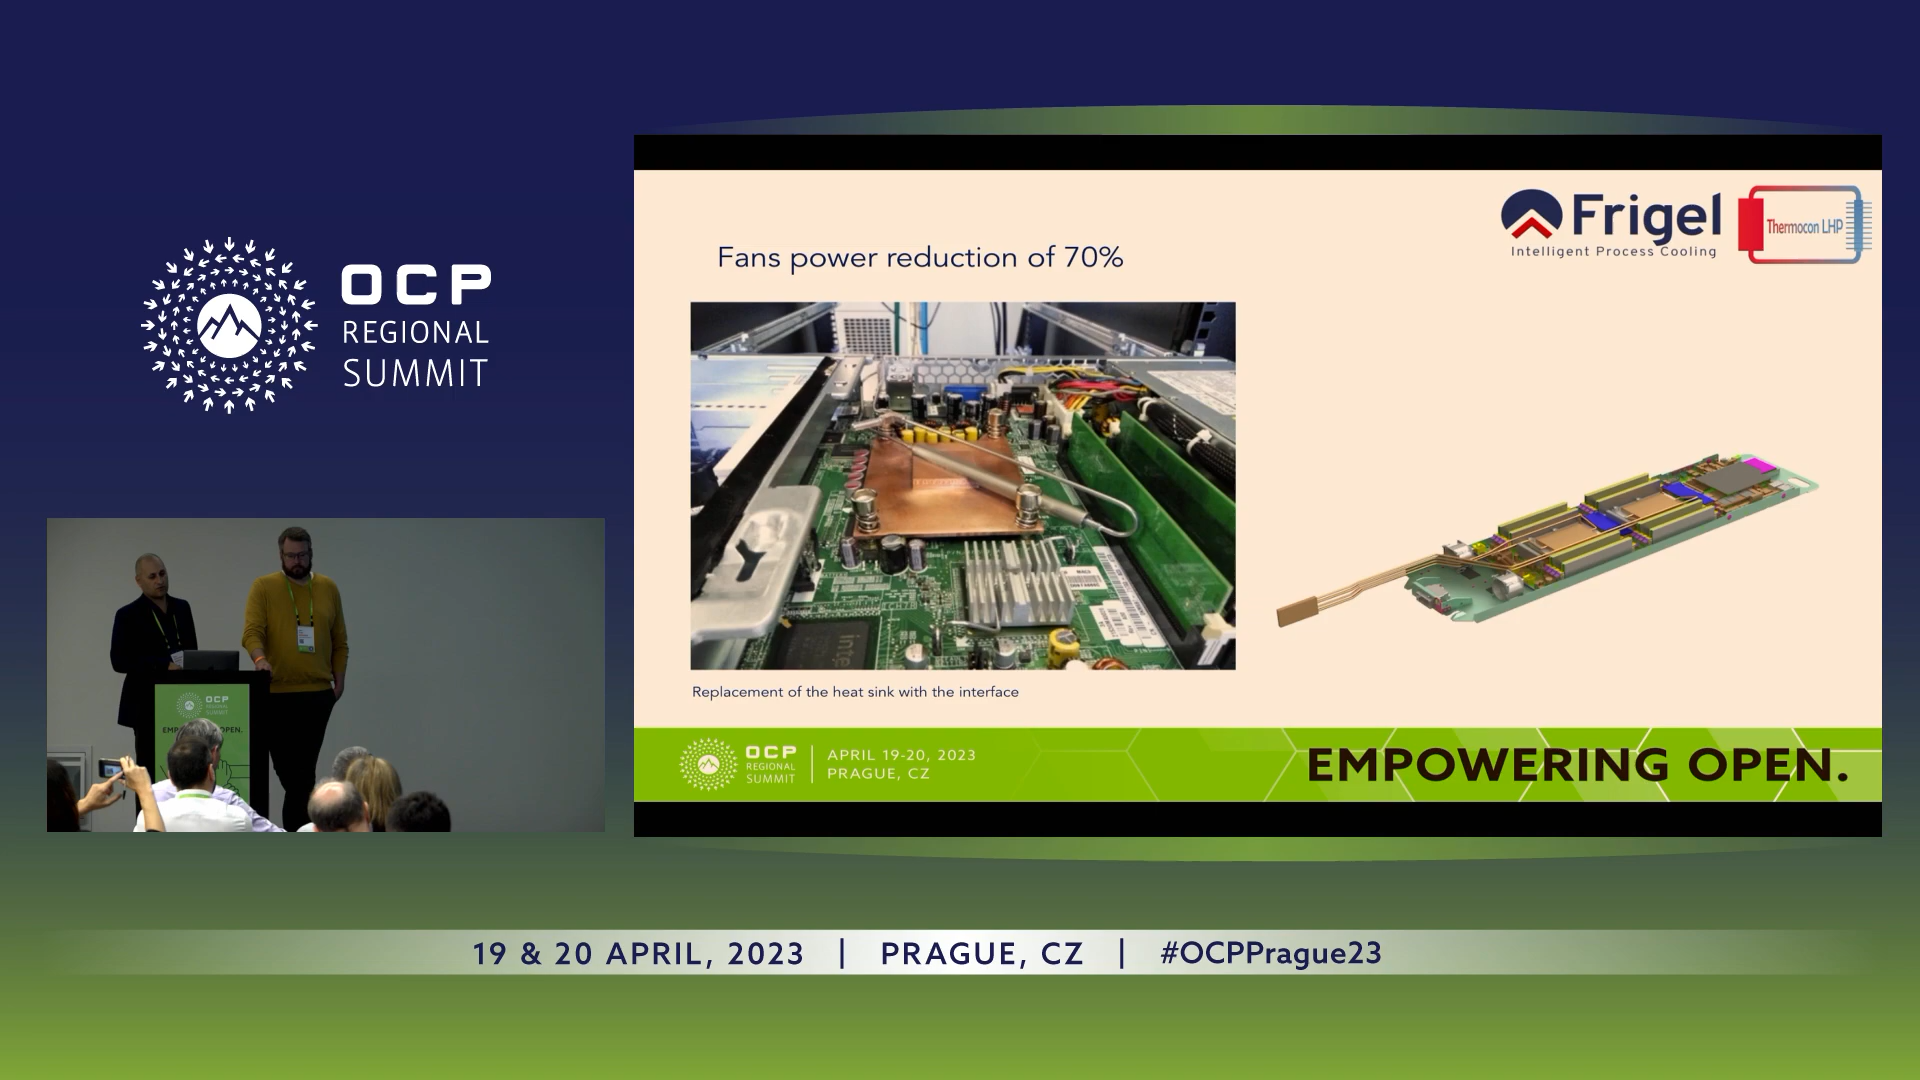 OCP
REGIONAL
SUMMIT
OCP
Frigel
Intelligent Process Cooling
Thermocon LHP
Fans power reduction of 70%
Replacement of the heat sink with the interface
OCP
REGIONAL
SUMMIT
APRIL 19-20, 2023
PRAGUE, CZ
EMPOWERING OPEN.
19 & 20 APRIL, 2023 | PRAGUE, CZ | #OCPPrague23